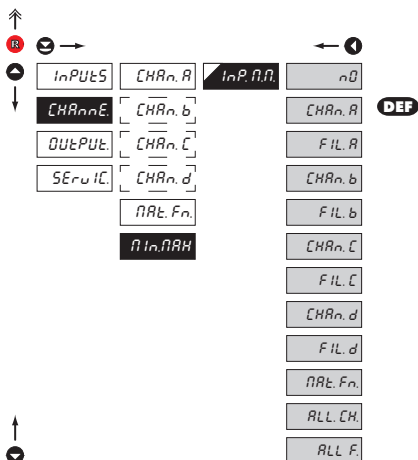 R
InPUtS CHAn. A InP. M.M. nO
CHAnnE. CHAn. b CHAn. A DEF
OUtPUt. CHAn. C FIL. A
SErvIC. CHAn. d CHAn. b
MAt. Fn. FIL. b
MIn.MAX CHAn. C
FIL. C
CHAn. d
FIL. d
MAt. Fn.
ALL. CH.
ALL F.